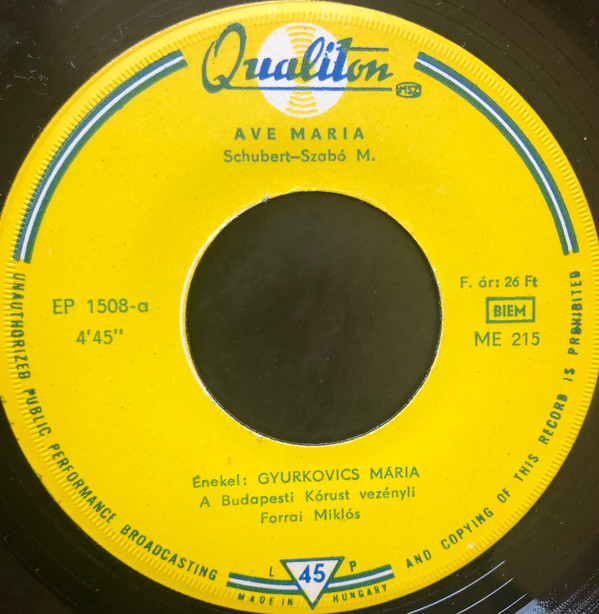 Qualiton
MSZ
AVE MARIA
Schubert–Szabó M.
EP 1508-a
4'45"
F. ár: 26 Ft
BIEM
ME 215
Énekel: GYURKOVICS MÁRIA
A Budapesti Kórust vezényli
Forrai Miklós
L 45 P
MADE IN HUNGARY
UNAUTHORIZED PUBLIC PERFORMANCE BROADCASTING AND COPYING OF THIS RECORD IS PROHIBITED